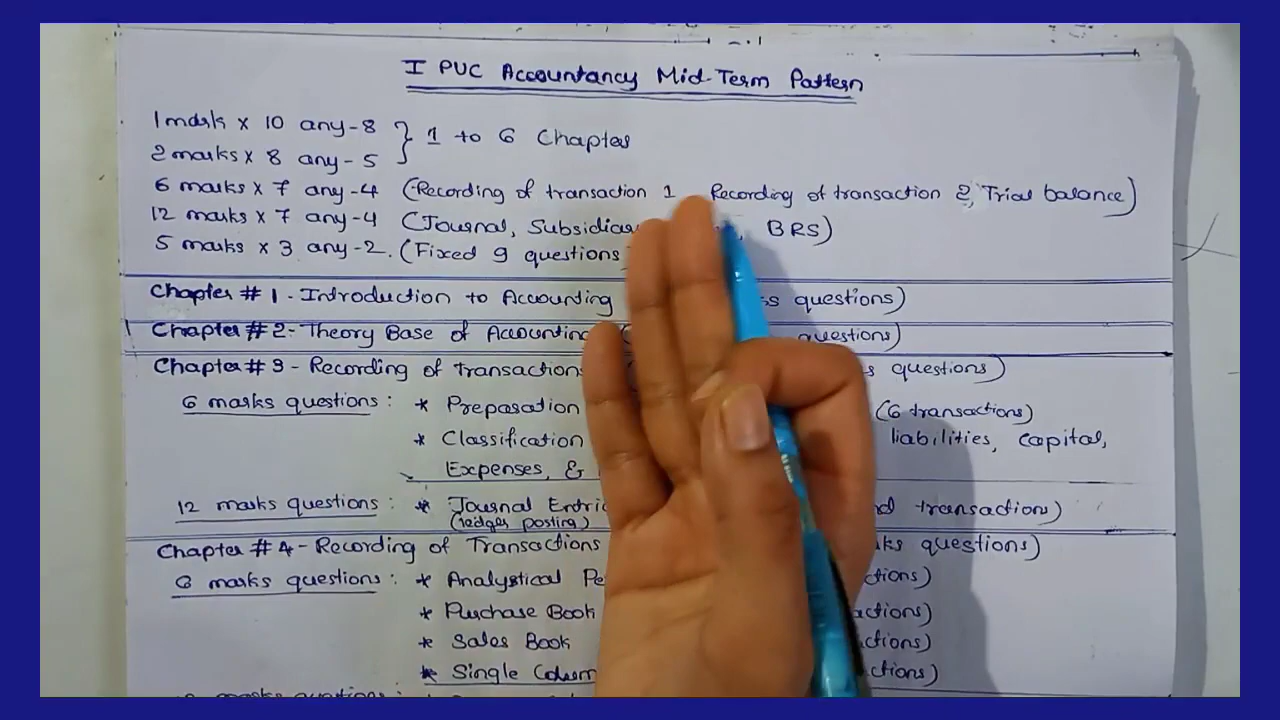 I PUC Accountancy Mid-Term Pattern
1 mark x 10 any-8 } 1 to 6 Chapter
2 marks x 8 any-5
6 marks x 7 any-4 (Recording of transaction 1 Recording of transaction 2, Trial balance)
12 marks x 7 any-4 (Journal, BRS)
5 marks x 3 any-2. (Fixed 9 questions
Chapter #1-Introduction to Accounting questions)
Chapter #2-Theory Base of Accounting questions)
Chapter #3-Recording of transactions questions)
6 marks questions: * Preparation (6 transactions)
* Classification liabilities, capital,
Expenses, &
12 marks questions: * Journal transaction)
(ledger posting)
Chapter #4-Recording of Transactions questions)
6 marks questions: * Analytical
* Purchase Book
* Sales Book
* Single
12 marks questions: